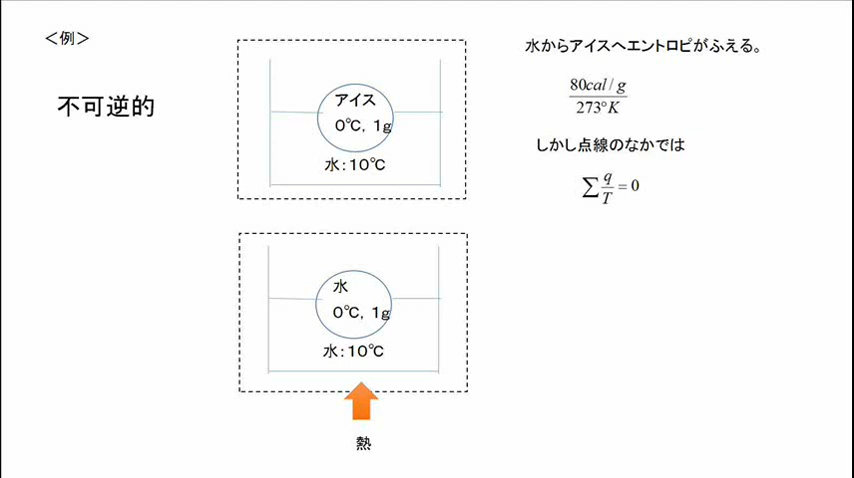 <例>
不可逆的
アイス
0℃, 1g
水:10℃
水
0℃, 1g
水:10℃
熱
水からアイスへエントロピがふえる。
80cal / g
273°K
しかし点線のなかでは
∑ q/T = 0